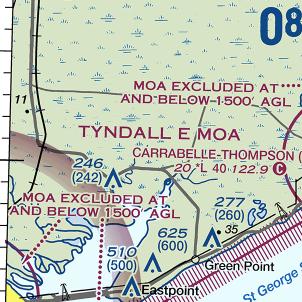 08
11
MOA EXCLUDED AT
AND BELOW 1500' AGL
TYNDALL E MOA
CARRABELLE-THOMPSON
20 *L 40 122.9 C
246
(242)
MOA EXCLUDED AT
AND BELOW 1500' AGL
277
(260)
35
625
(600)
510
(500)
Green Point
St George
Eastpoint